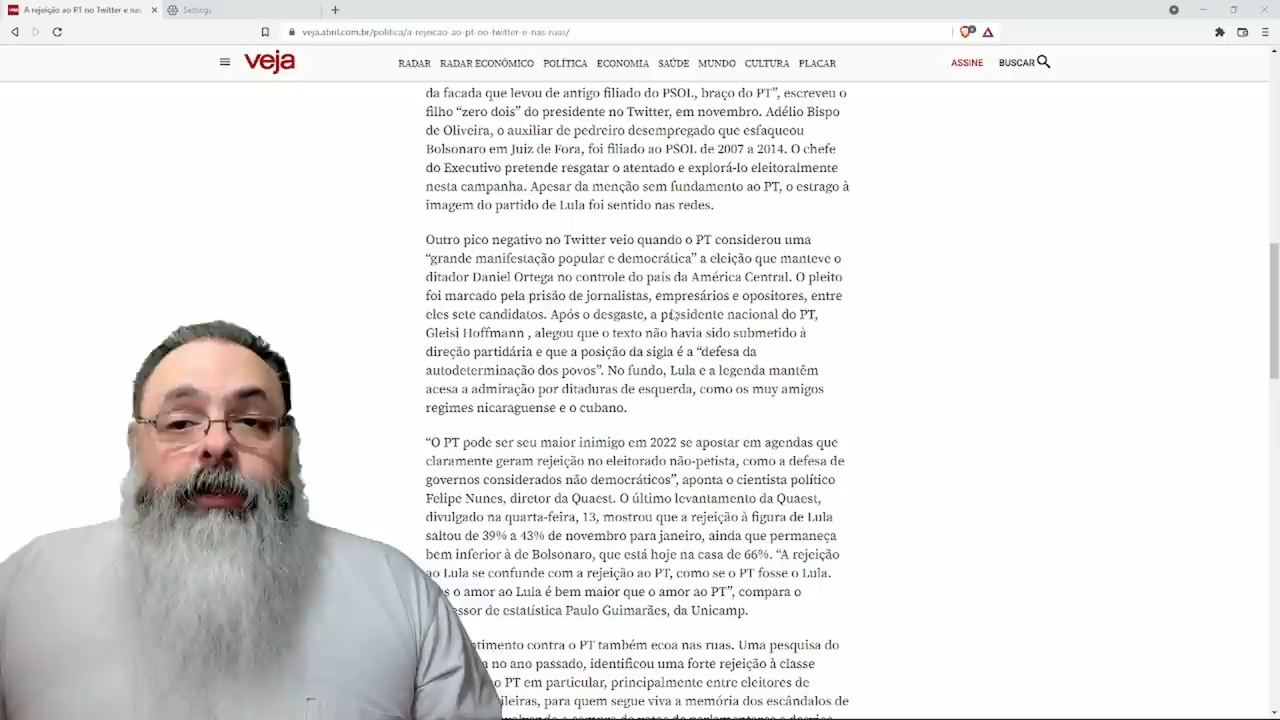 A rejeição ao PT no Twitter e nas
Settings
veja.abril.com.br/politica/a-rejeicao-ao-pt-no-twitter-e-nas-ruas/
veja
RADAR RADAR ECONÔMICO POLÍTICA ECONOMIA SAÚDE MUNDO CULTURA PLACAR
ASSINE BUSCAR
da facada que levou de antigo filiado do PSOL, braço do PT”, escreveu o
filho “zero dois” do presidente no Twitter, em novembro. Adélio Bispo
de Oliveira, o auxiliar de pedreiro desempregado que esfaqueou
Bolsonaro em Juiz de Fora, foi filiado ao PSOL de 2007 a 2014. O chefe
do Executivo pretende resgatar o atentado e explorá-lo eleitoralmente
nesta campanha. Apesar da menção sem fundamento ao PT, o estrago à
imagem do partido de Lula foi sentido nas redes.
Outro pico negativo no Twitter veio quando o PT considerou uma
“grande manifestação popular e democrática” a eleição que manteve o
ditador Daniel Ortega no controle do país da América Central. O pleito
foi marcado pela prisão de jornalistas, empresários e opositores, entre
eles sete candidatos. Após o desgaste, a presidente nacional do PT,
Gleisi Hoffmann , alegou que o texto não havia sido submetido à
direção partidária e que a posição da sigla é a “defesa da
autodeterminação dos povos”. No fundo, Lula e a legenda mantêm
acesa a admiração por ditaduras de esquerda, como os muy amigos
regimes nicaraguense e o cubano.
“O PT pode ser seu maior inimigo em 2022 se apostar em agendas que
claramente geram rejeição no eleitorado não-petista, como a defesa de
governos considerados não democráticos”, aponta o cientista político
Felipe Nunes, diretor da Quaest. O último levantamento da Quaest,
divulgado na quarta-feira, 13, mostrou que a rejeição à figura de Lula
saltou de 39% a 43% de novembro para janeiro, ainda que permaneça
bem inferior à de Bolsonaro, que está hoje na casa de 66%. “A rejeição
ao Lula se confunde com a rejeição ao PT, como se o PT fosse o Lula.
o amor ao Lula é bem maior que o amor ao PT”, compara o
essor de estatística Paulo Guimarães, da Unicamp.
ntimento contra o PT também ecoa nas ruas. Uma pesquisa do
no ano passado, identificou uma forte rejeição à classe
o PT em particular, principalmente entre eleitores de
ileiras, para quem segue viva a memória dos escândalos de